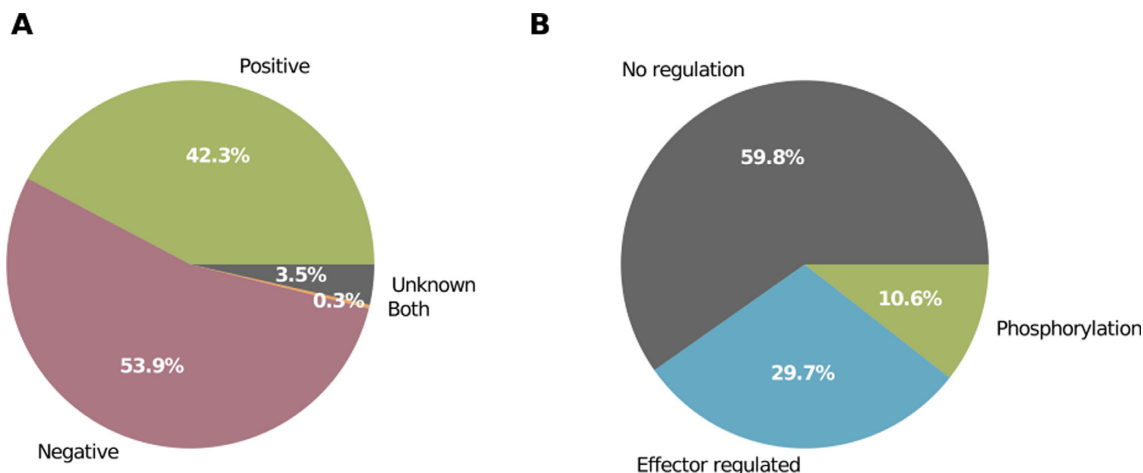 A
B
Positive
No regulation
42.3%
59.8%
3.5%
Unknown
0.3%
Both
10.6%
Phosphorylation
53.9%
29.7%
Negative
Effector regulated